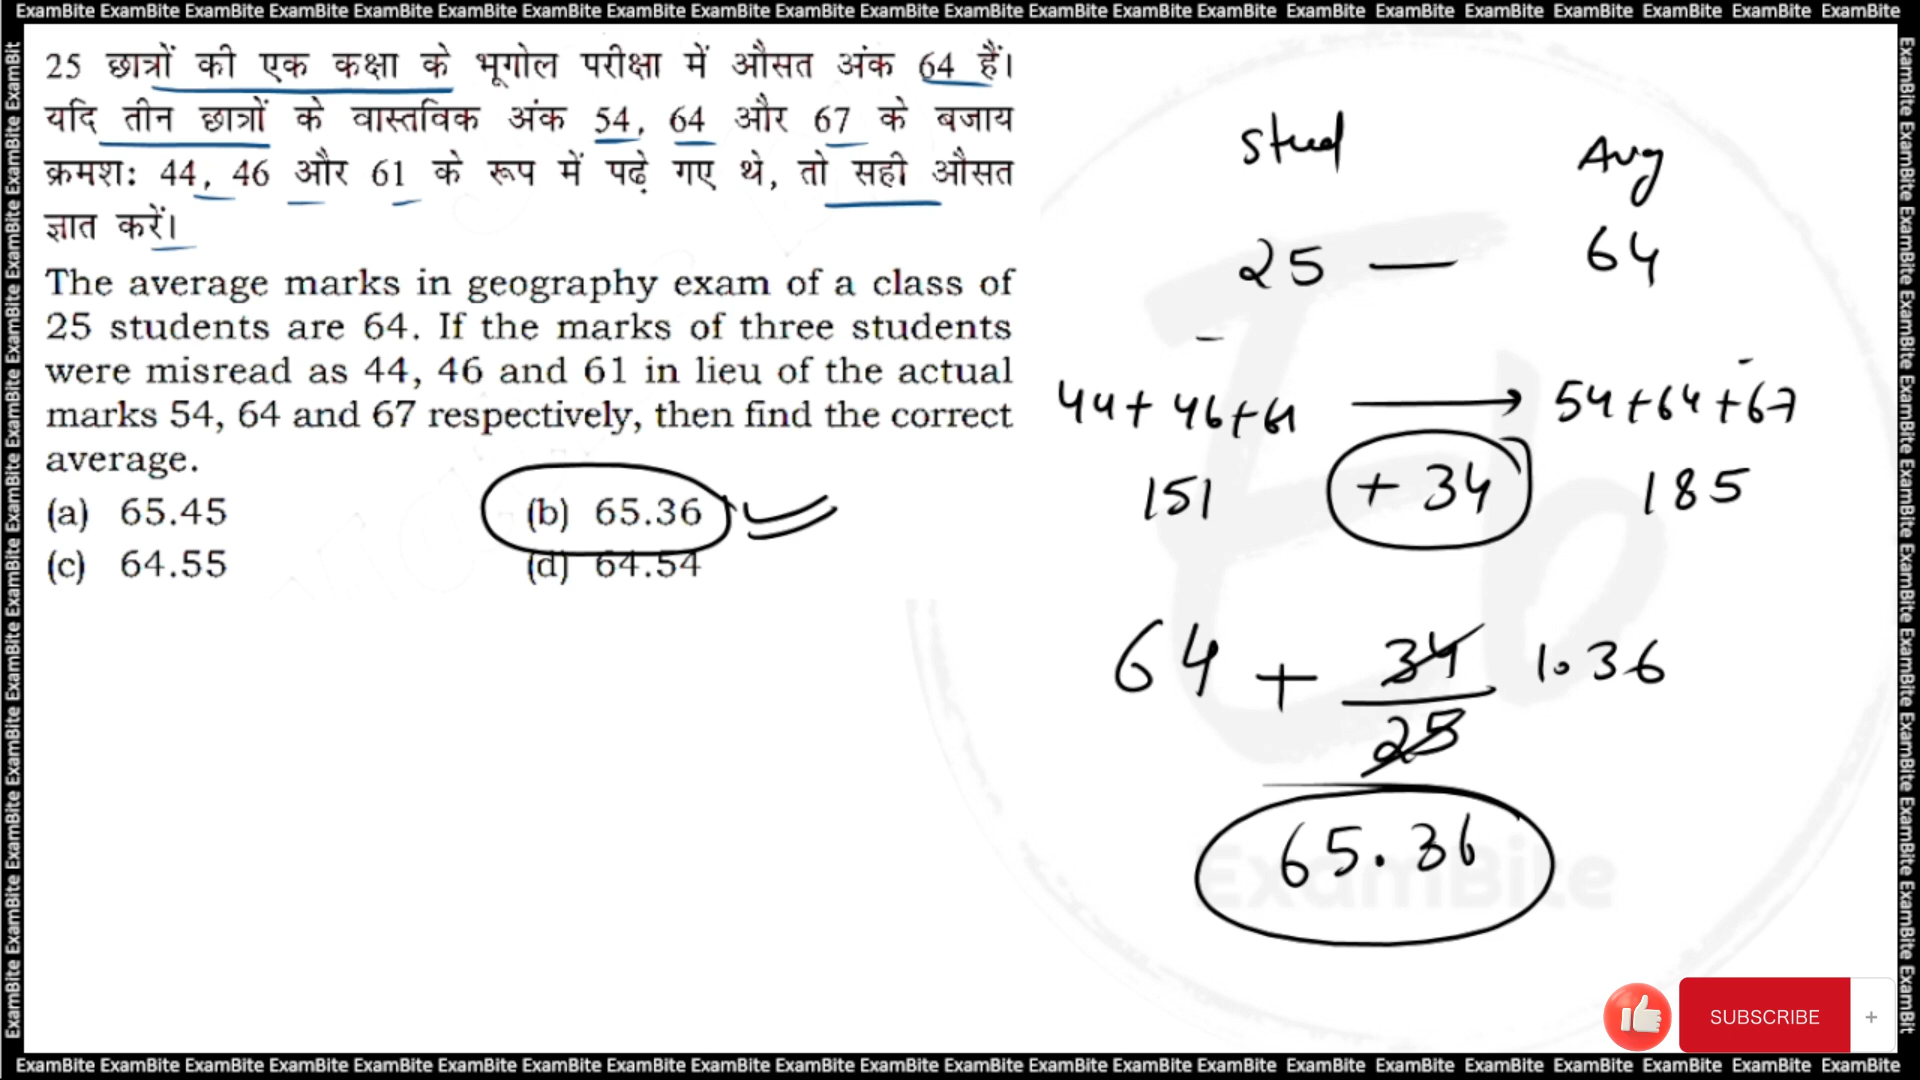 ExamBite ExamBite ExamBite ExamBite ExamBite ExamBite ExamBite ExamBite ExamBite ExamBite ExamBite ExamBite ExamBite ExamBite ExamBite ExamBite ExamBite ExamBite ExamBite ExamBite ExamBite ExamBite
25 छात्रों की एक कक्षा के भूगोल परीक्षा में औसत अंक 64 हैं।
यदि तीन छात्रों के वास्तविक अंक 54, 64 और 67 के बजाय
क्रमश: 44, 46 और 61 के रूप में पढ़े गए थे, तो सही औसत
ज्ञात करें।
The average marks in geography exam of a class of
25 students are 64. If the marks of three students
were misread as 44, 46 and 61 in lieu of the actual
marks 54, 64 and 67 respectively, then find the correct
average.
(a) 65.45 (b) 65.36
(c) 64.55 (d) 64.54
Stud Avg
25 — 64
44+46+61 → 54+64+67
151 +34 185
64 + 34/25 1.36
65.36
ExamBite
SUBSCRIBE +
ExamBite ExamBite ExamBite ExamBite ExamBite ExamBite ExamBite ExamBite ExamBite ExamBite ExamBite ExamBite ExamBite ExamBite ExamBite ExamBite ExamBite ExamBite ExamBite ExamBite ExamBite ExamBite